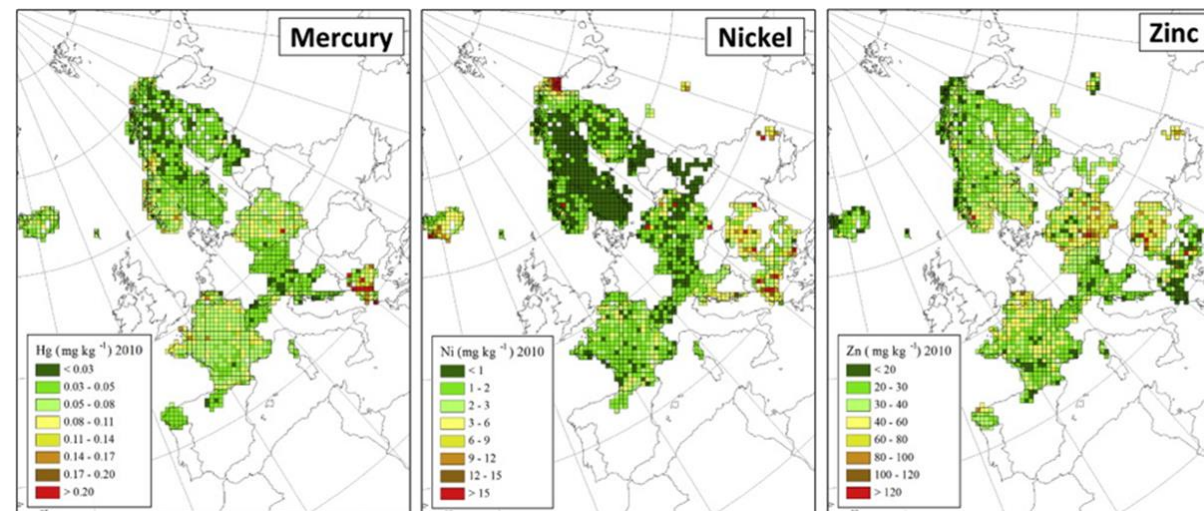 Mercury
Hg ( mg kg -1 ) 2010
< 0.03
0.03 - 0.05
0.05 - 0.08
0.08 - 0.11
0.11 - 0.14
0.14 - 0.17
0.17 - 0.20
> 0.20
Nickel
Ni ( mg kg -1 ) 2010
< 1
1 - 2
2 - 3
3 - 6
6 - 9
9 - 12
12 - 15
> 15
Zinc
Zn ( mg kg -1 ) 2010
< 20
20 - 30
30 - 40
40 - 60
60 - 80
80 - 100
100 - 120
> 120